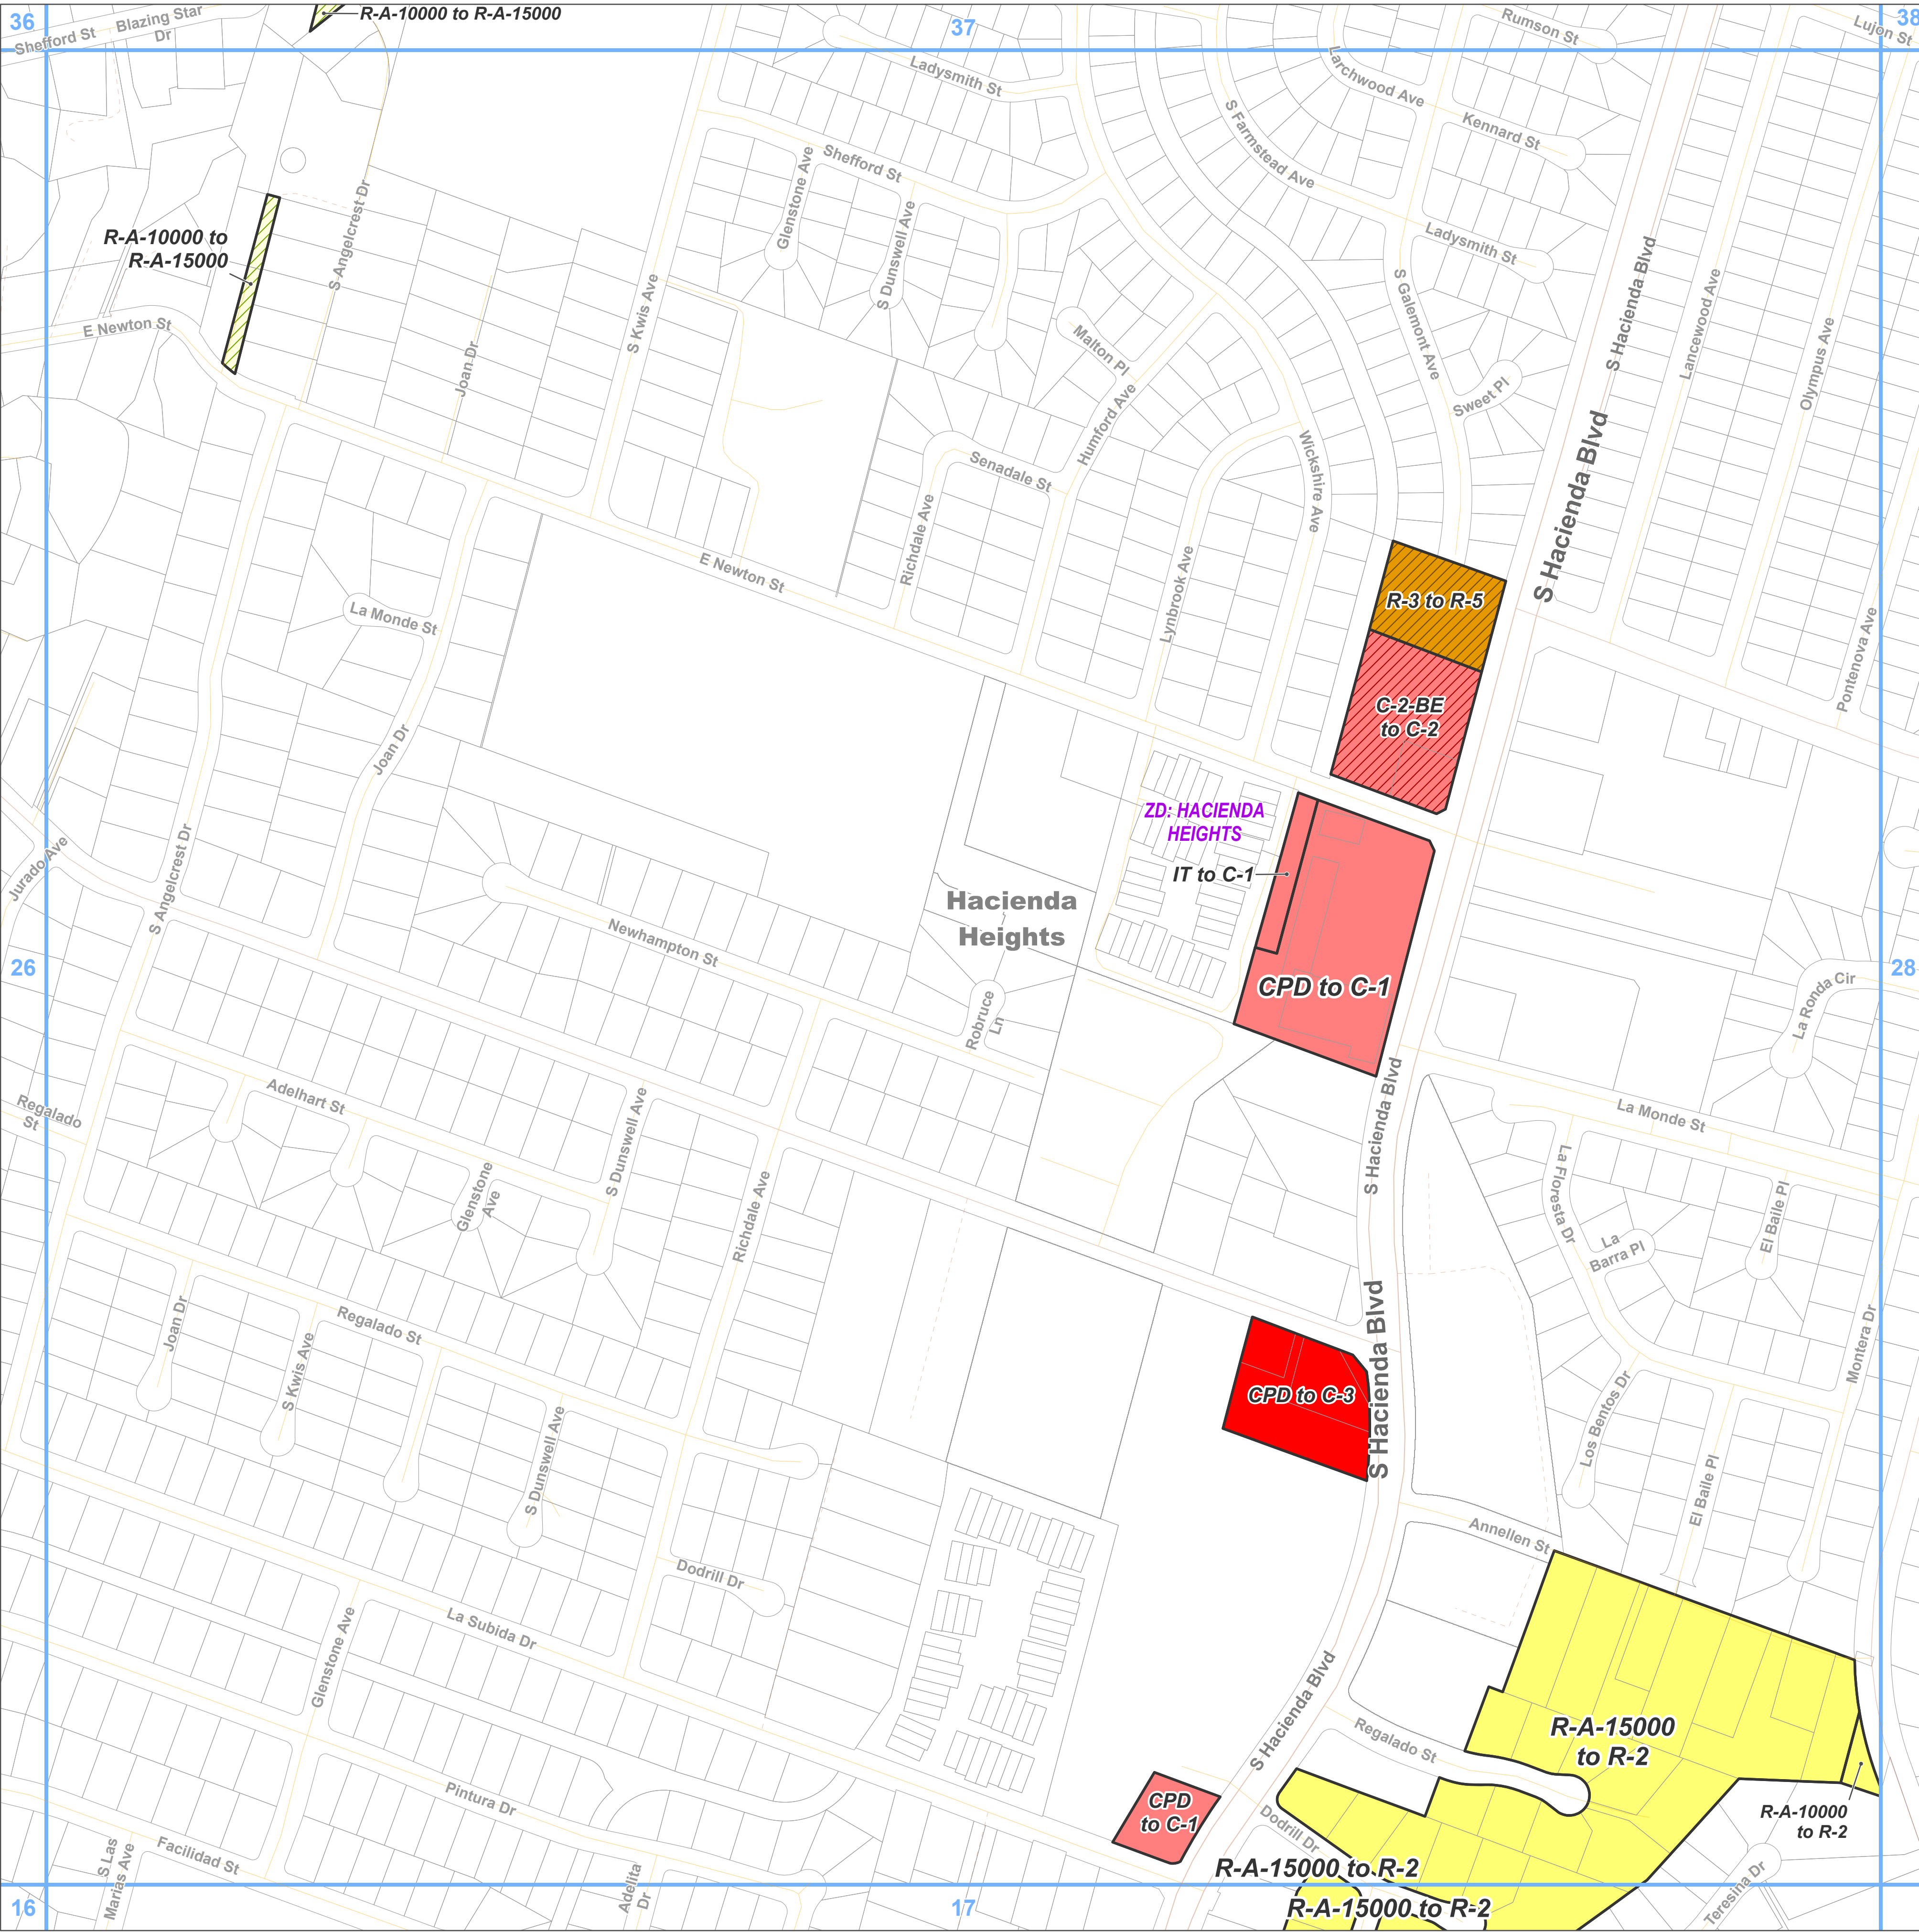 36
37
38
Shefford St
Blazing Star
Dr
R-A-10000 to R-A-15000
Ladysmith St
Rumson St
Lujon St
Larchwood Ave
Kennard St
S Farmstead Ave
Shefford St
Glenstone Ave
S Dunswell Ave
S Angelcrest Dr
R-A-10000 to
R-A-15000
E Newton St
Joan Dr
S Kwis Ave
Malton Pl
Humford Ave
Ladysmith St
S Galemont Ave
Sweet Pl
S Hacienda Blvd
Lancewood Ave
Olympus Ave
S Hacienda Blvd
Wickshire Ave
Senadale St
Richdale Ave
E Newton St
Lynbrook Ave
La Monde St
R-3 to R-5
C-2-BE
to C-2
Pontenova Ave
Joan Dr
Jurado Ave
S Angelcrest Dr
ZD: HACIENDA
HEIGHTS
IT to C-1
Hacienda
Heights
Newhampton St
26
28
CPD to C-1
Robruce
Ln
La Ronda Cir
S Hacienda Blvd
La Monde St
Regalado
St
Adelhart St
Glenstone
Ave
S Dunswell Ave
Richdale Ave
La Floresta Dr
La
Barra Pl
El Baile Pl
Montera Dr
Joan Dr
S Kwis Ave
Regalado St
S Dunswell Ave
CPD to C-3
S Hacienda Blvd
Los Bentos Dr
El Baile Pl
Annellen St
Dodrill Dr
La Subida Dr
Glenstone Ave
S Hacienda Blvd
Regalado St
R-A-15000
to R-2
R-A-10000
to R-2
CPD
to C-1
Dodrill Dr
Pintura Dr
Facilidad St
S Las
Marias Ave
Adelita
Dr
R-A-15000 to R-2
R-A-15000 to R-2
Teresina Dr
16
17